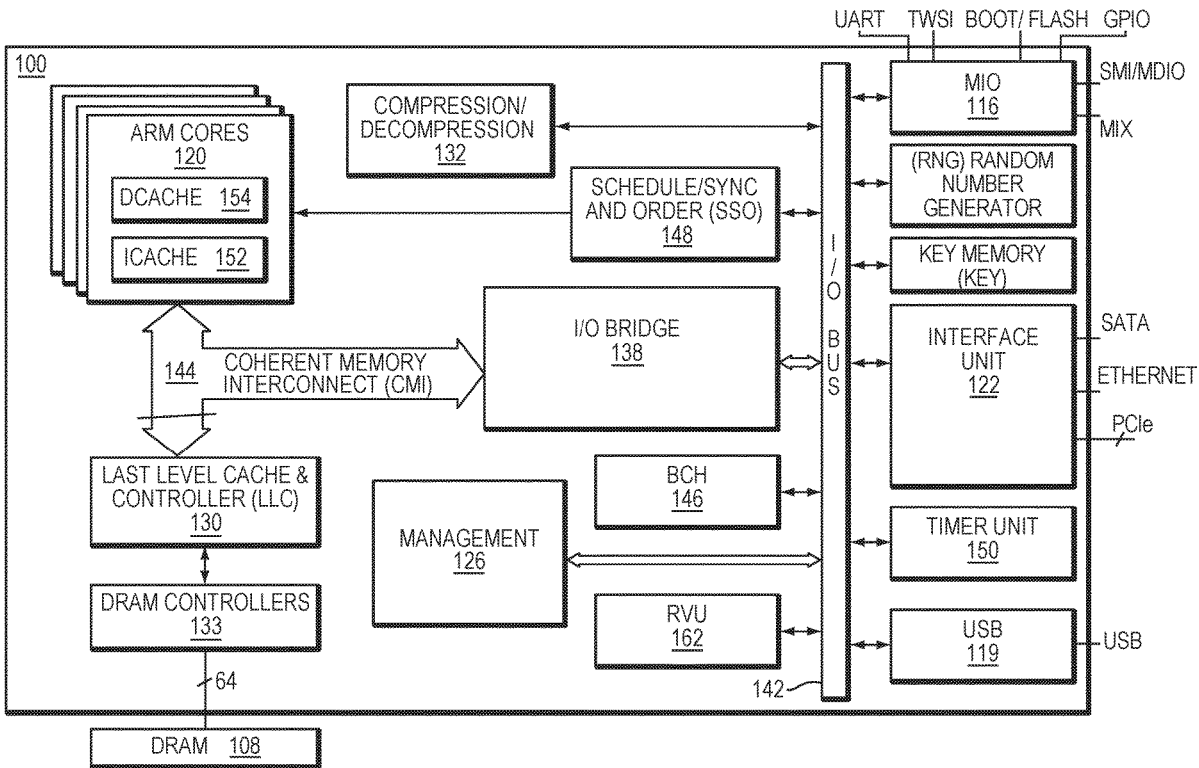 UART TWSI BOOT/ FLASH GPIO
100
ARM CORES
120
DCACHE 154
ICACHE 152
COMPRESSION/
DECOMPRESSION
132
SCHEDULE/SYNC
AND ORDER (SSO)
148
MIO
116
SMI/MDIO
MIX
(RNG) RANDOM
NUMBER
GENERATOR
KEY MEMORY
(KEY)
I/O BUS
I/O BRIDGE
138
144
COHERENT MEMORY
INTERCONNECT (CMI)
INTERFACE
UNIT
122
SATA
ETHERNET
PCIe
LAST LEVEL CACHE &
CONTROLLER (LLC)
130
MANAGEMENT
126
BCH
146
TIMER UNIT
150
DRAM CONTROLLERS
133
RVU
162
USB
119
USB
142
64
DRAM 108